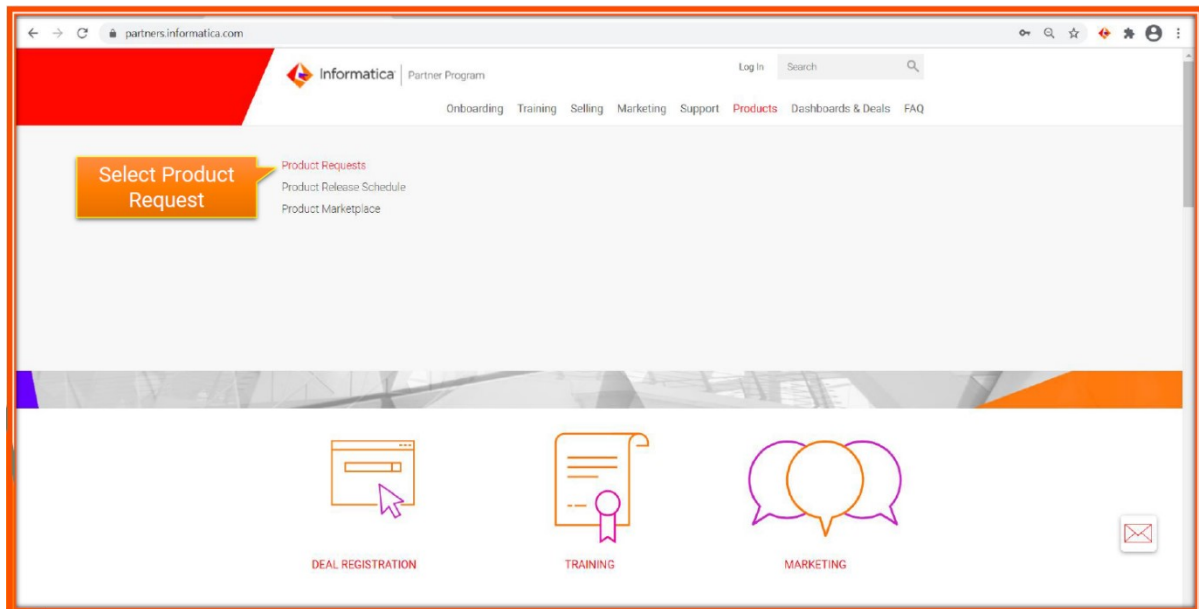 partners.informatica.com
Informatica Partner Program
Log In
Search
Onboarding Training Selling Marketing Support Products Dashboards & Deals FAQ
Select Product
Request
Product Requests
Product Release Schedule
Product Marketplace
DEAL REGISTRATION
TRAINING
MARKETING